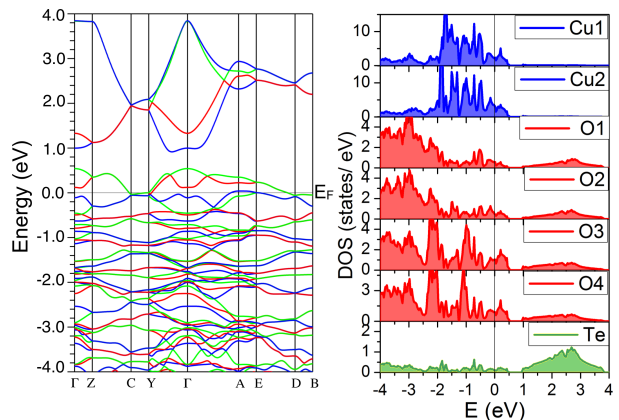 4.0
3.0
2.0
1.0
0.0
-1.0
-2.0
-3.0
-4.0
Energy (eV)
E_F
Γ Z C Y Γ A E D B
DOS (states/ eV)
10
5
0
Cu1
10
0
Cu2
4
2
0
O1
4
2
0
O2
4
2
0
O3
3
0
O4
2
1
0
Te
-4 -3 -2 -1 0 1 2 3 4
E (eV)